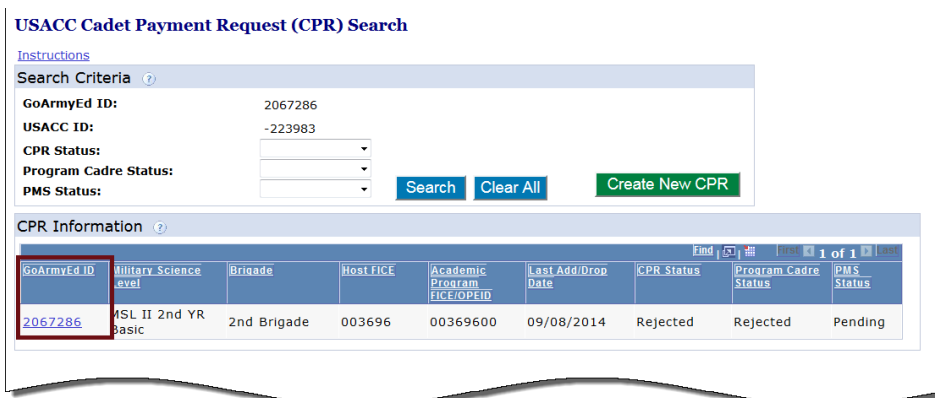 USACC Cadet Payment Request (CPR) Search
Instructions
Search Criteria ?
GoArmyEd ID: 2067286
USACC ID: -223983
CPR Status:
Program Cadre Status:
PMS Status:
Search Clear All Create New CPR
CPR Information ?
Find | | First 1 of 1 Last
GoArmyEd ID Military Science Level Brigade Host FICE Academic Program FICE/OPEID Last Add/Drop Date CPR Status Program Cadre Status PMS Status
2067286 MSL II 2nd YR Basic 2nd Brigade 003696 00369600 09/08/2014 Rejected Rejected Pending